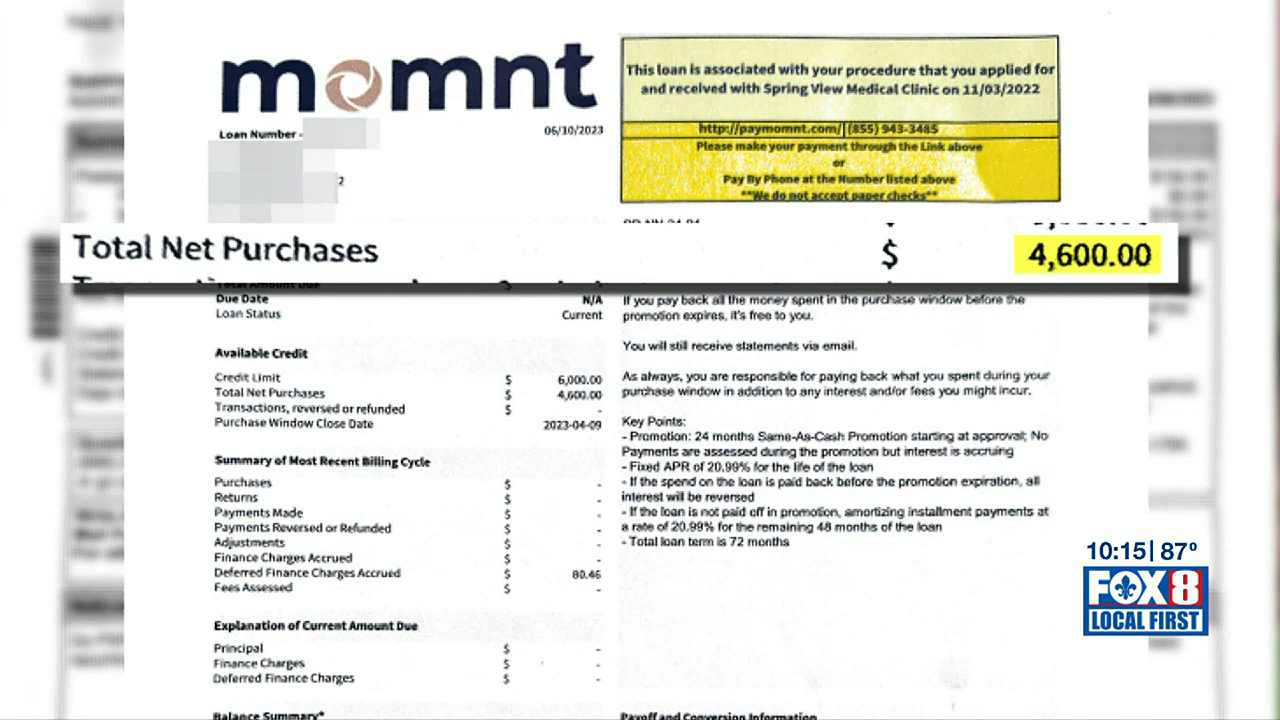 momnt
Loan Number -
06/10/2023
2
This loan is associated with your procedure that you applied for
and received with Spring View Medical Clinic on 11/03/2022
http://paymomnt.com/ | (855) 943-3485
Please make your payment through the Link above
or
Pay By Phone at the Number listed above
**We do not accept paper checks**
Total Net Purchases $ 4,600.00
Total Amount Due
Due Date N/A
Loan Status Current
Available Credit
Credit Limit $ 6,000.00
Total Net Purchases $ 4,600.00
Transactions, reversed or refunded $ -
Purchase Window Close Date 2023-04-09
Summary of Most Recent Billing Cycle
Purchases $ -
Returns $ -
Payments Made $ -
Payments Reversed or Refunded $ -
Adjustments $ -
Finance Charges Accrued $ -
Deferred Finance Charges Accrued $ 80.46
Fees Assessed $ -
Explanation of Current Amount Due
Principal $ -
Finance Charges $ -
Deferred Finance Charges $ -
Balance Summary*
If you pay back all the money spent in the purchase window before the
promotion expires, it's free to you.
You will still receive statements via email.
As always, you are responsible for paying back what you spent during your
purchase window in addition to any interest and/or fees you might incur.
Key Points:
- Promotion: 24 months Same-As-Cash Promotion starting at approval; No
Payments are assessed during the promotion but interest is accruing
- Fixed APR of 20.99% for the life of the loan
- If the spend on the loan is paid back before the promotion expiration, all
interest will be reversed
- If the loan is not paid off in promotion, amortizing installment payments at
a rate of 20.99% for the remaining 48 months of the loan
- Total loan term is 72 months
Payoff and Conversion Information
10:15 | 87°
FOX 8
LOCAL FIRST